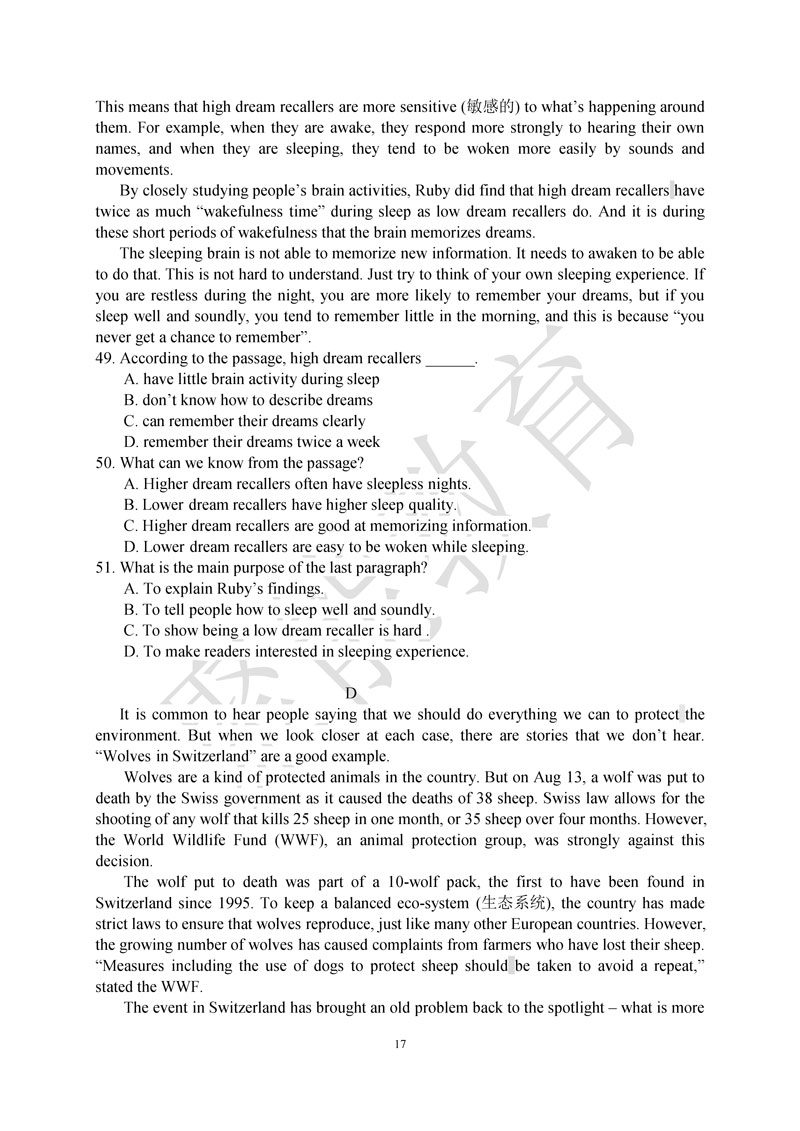 This means that high dream recallers are more sensitive (敏感的) to what's happening around
them. For example, when they are awake, they respond more strongly to hearing their own
names, and when they are sleeping, they tend to be woken more easily by sounds and
movements.
By closely studying people's brain activities, Ruby did find that high dream recallers have
twice as much “wakefulness time” during sleep as low dream recallers do. And it is during
these short periods of wakefulness that the brain memorizes dreams.
The sleeping brain is not able to memorize new information. It needs to awaken to be able
to do that. This is not hard to understand. Just try to think of your own sleeping experience. If
you are restless during the night, you are more likely to remember your dreams, but if you
sleep well and soundly, you tend to remember little in the morning, and this is because “you
never get a chance to remember”.
49. According to the passage, high dream recallers ______.
A. have little brain activity during sleep
B. don't know how to describe dreams
C. can remember their dreams clearly
D. remember their dreams twice a week
50. What can we know from the passage?
A. Higher dream recallers often have sleepless nights.
B. Lower dream recallers have higher sleep quality.
C. Higher dream recallers are good at memorizing information.
D. Lower dream recallers are easy to be woken while sleeping.
51. What is the main purpose of the last paragraph?
A. To explain Ruby's findings.
B. To tell people how to sleep well and soundly.
C. To show being a low dream recaller is hard .
D. To make readers interested in sleeping experience.
D
It is common to hear people saying that we should do everything we can to protect the
environment. But when we look closer at each case, there are stories that we don't hear.
“Wolves in Switzerland” are a good example.
Wolves are a kind of protected animals in the country. But on Aug 13, a wolf was put to
death by the Swiss government as it caused the deaths of 38 sheep. Swiss law allows for the
shooting of any wolf that kills 25 sheep in one month, or 35 sheep over four months. However,
the World Wildlife Fund (WWF), an animal protection group, was strongly against this
decision.
The wolf put to death was part of a 10-wolf pack, the first to have been found in
Switzerland since 1995. To keep a balanced eco-system (生态系统), the country has made
strict laws to ensure that wolves reproduce, just like many other European countries. However,
the growing number of wolves has caused complaints from farmers who have lost their sheep.
“Measures including the use of dogs to protect sheep should be taken to avoid a repeat,”
stated the WWF.
The event in Switzerland has brought an old problem back to the spotlight – what is more
17